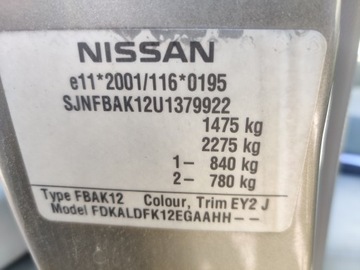 NISSAN
e11*2001/116*0195
SJNFBAK12U1379922
1475 kg
2275 kg
1- 840 kg
2- 780 kg
Type FBAK12 Colour, Trim EY2 J
Model FDKALDFK12EGAAHH--